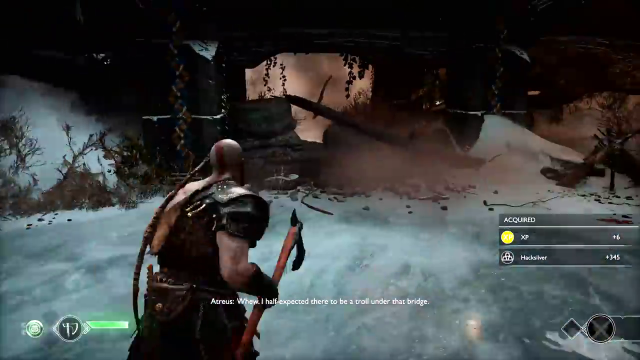 ACQUIRED
XP +6
Hacksilver +345
Atreus: Whew. I half-expected there to be a troll under that bridge.